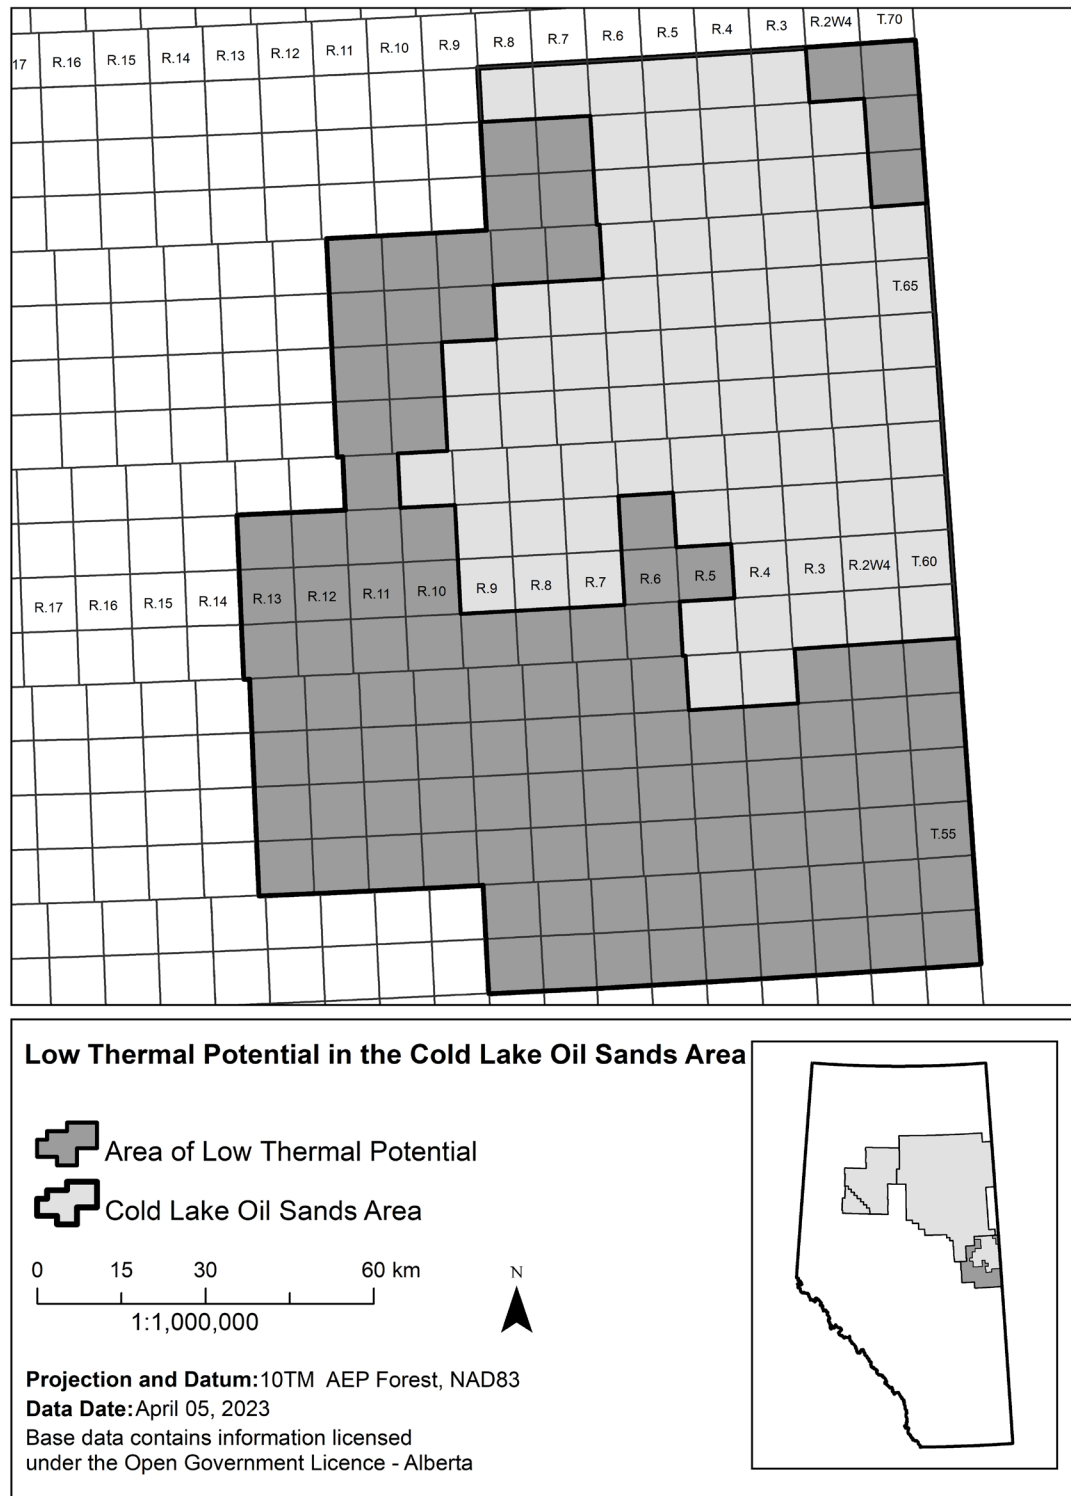 17 R.16 R.15 R.14 R.13 R.12 R.11 R.10 R.9 R.8 R.7 R.6 R.5 R.4 R.3 R.2W4 T.70
T.65
R.17 R.16 R.15 R.14 R.13 R.12 R.11 R.10 R.9 R.8 R.7 R.6 R.5 R.4 R.3 R.2W4 T.60
T.55
Low Thermal Potential in the Cold Lake Oil Sands Area
Area of Low Thermal Potential
Cold Lake Oil Sands Area
0 15 30 60 km
1:1,000,000
N
Projection and Datum:10TM AEP Forest, NAD83
Data Date:April 05, 2023
Base data contains information licensed
under the Open Government Licence - Alberta